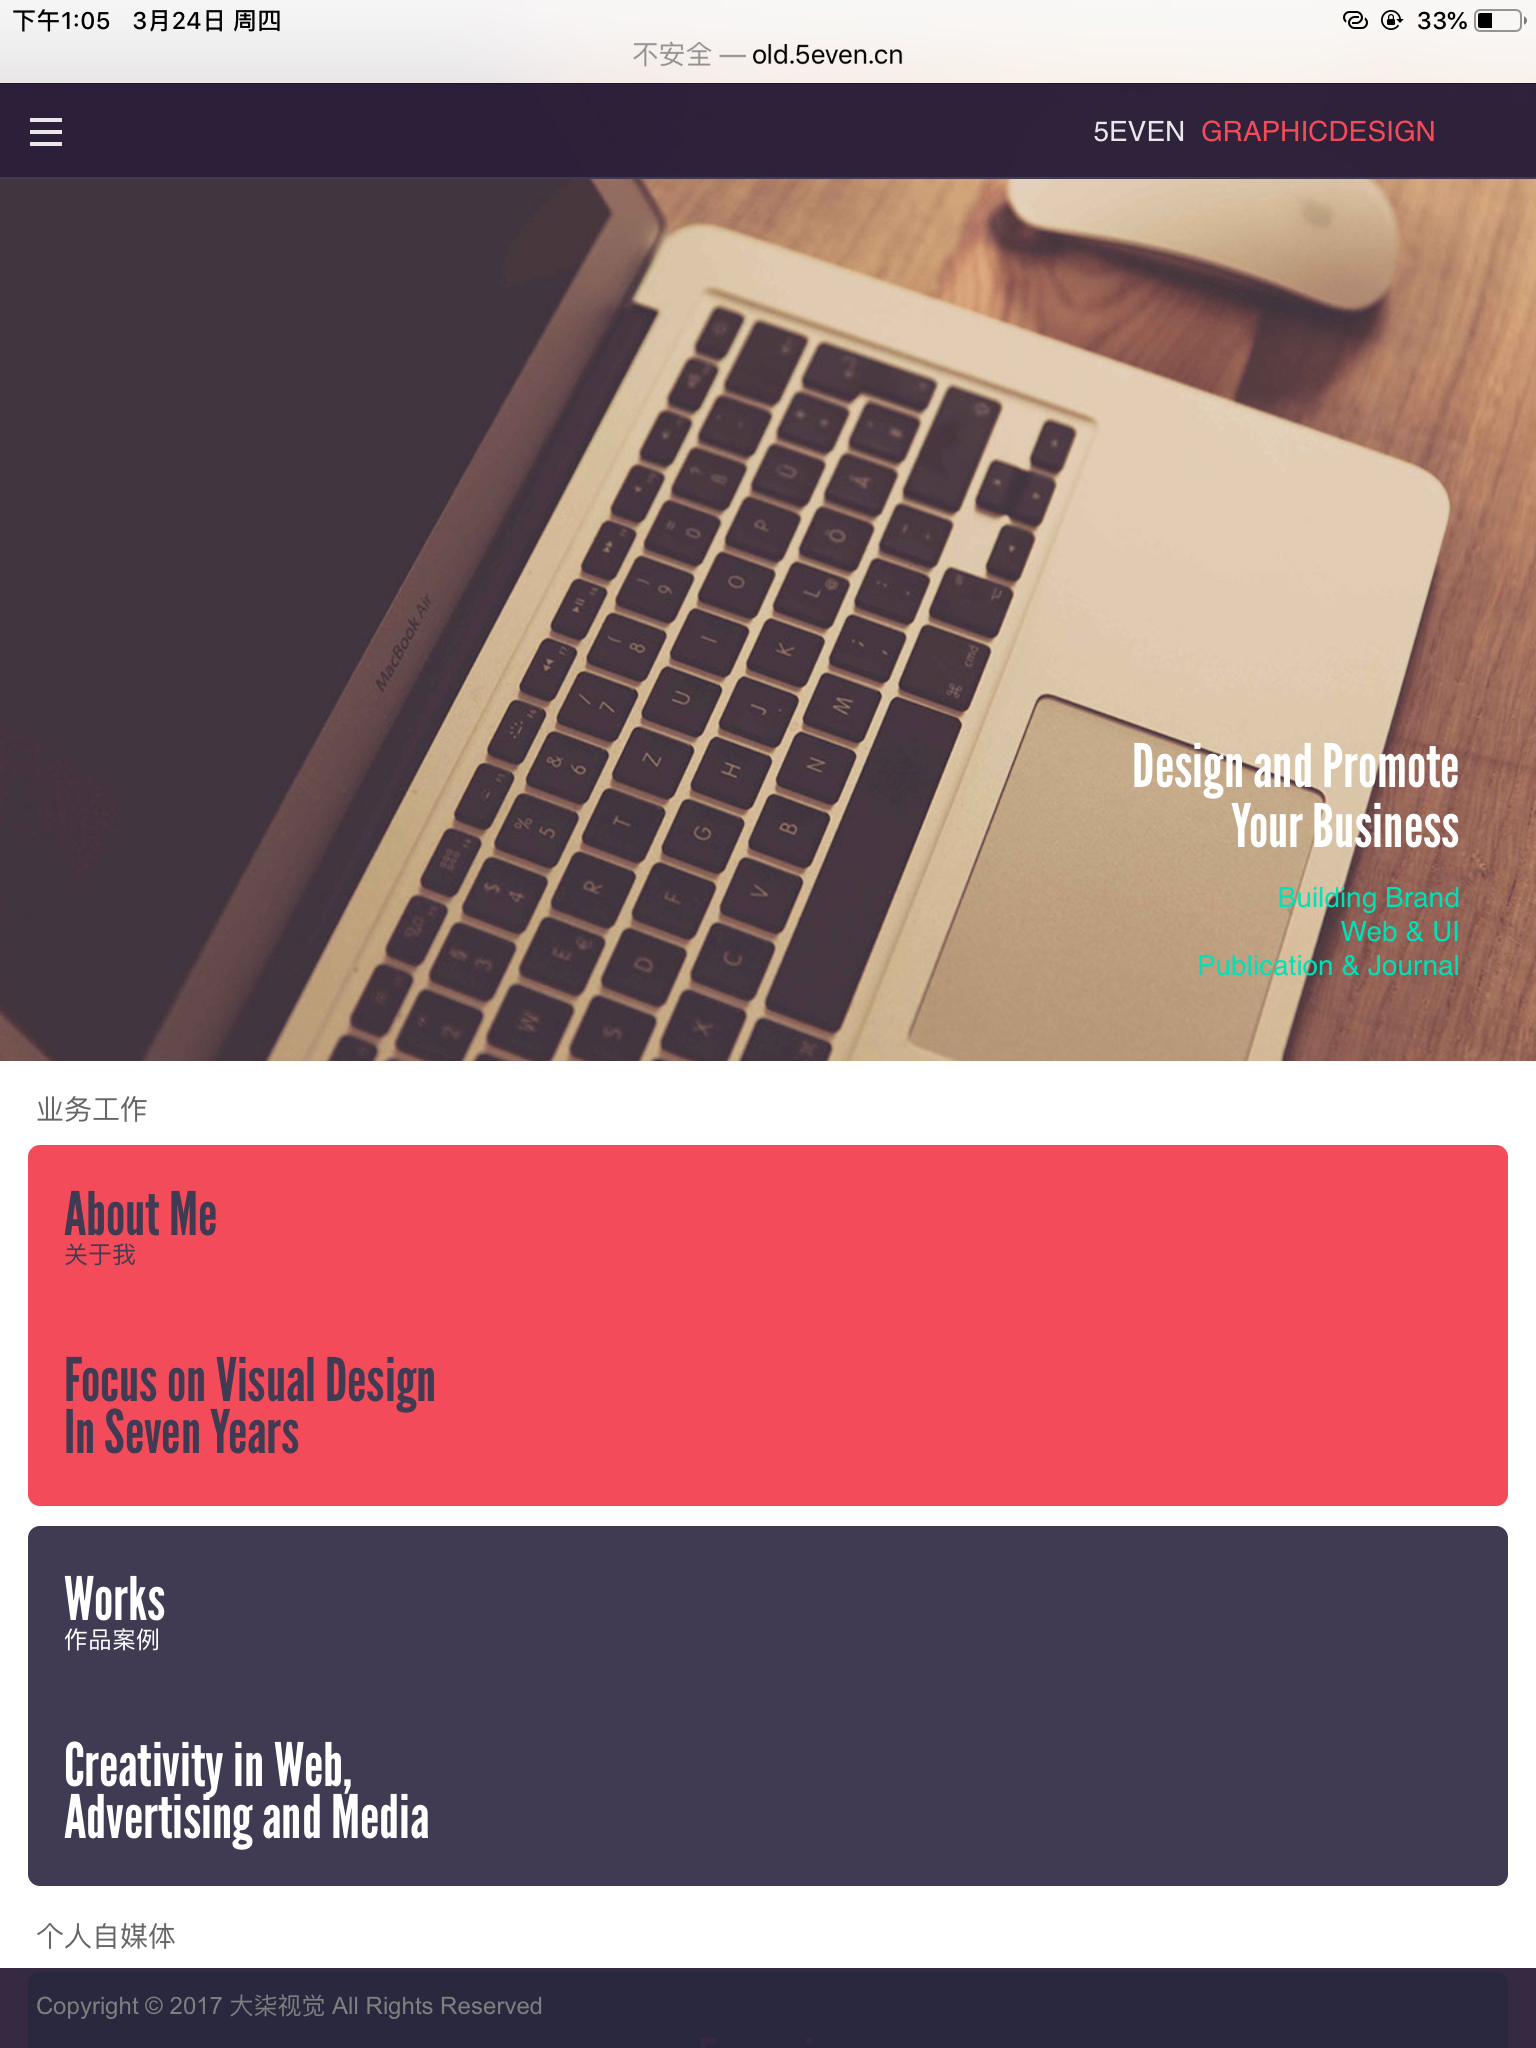 下午1:05 3月24日 周四
33%
不安全 — old.5even.cn
5EVEN GRAPHICDESIGN
MacBook Air
Design and Promote
Your Business
Building Brand
Web & UI
Publication & Journal
业务工作
About Me
关于我
Focus on Visual Design
In Seven Years
Works
作品案例
Creativity in Web,
Advertising and Media
个人自媒体
Copyright © 2017 大柒视觉 All Rights Reserved